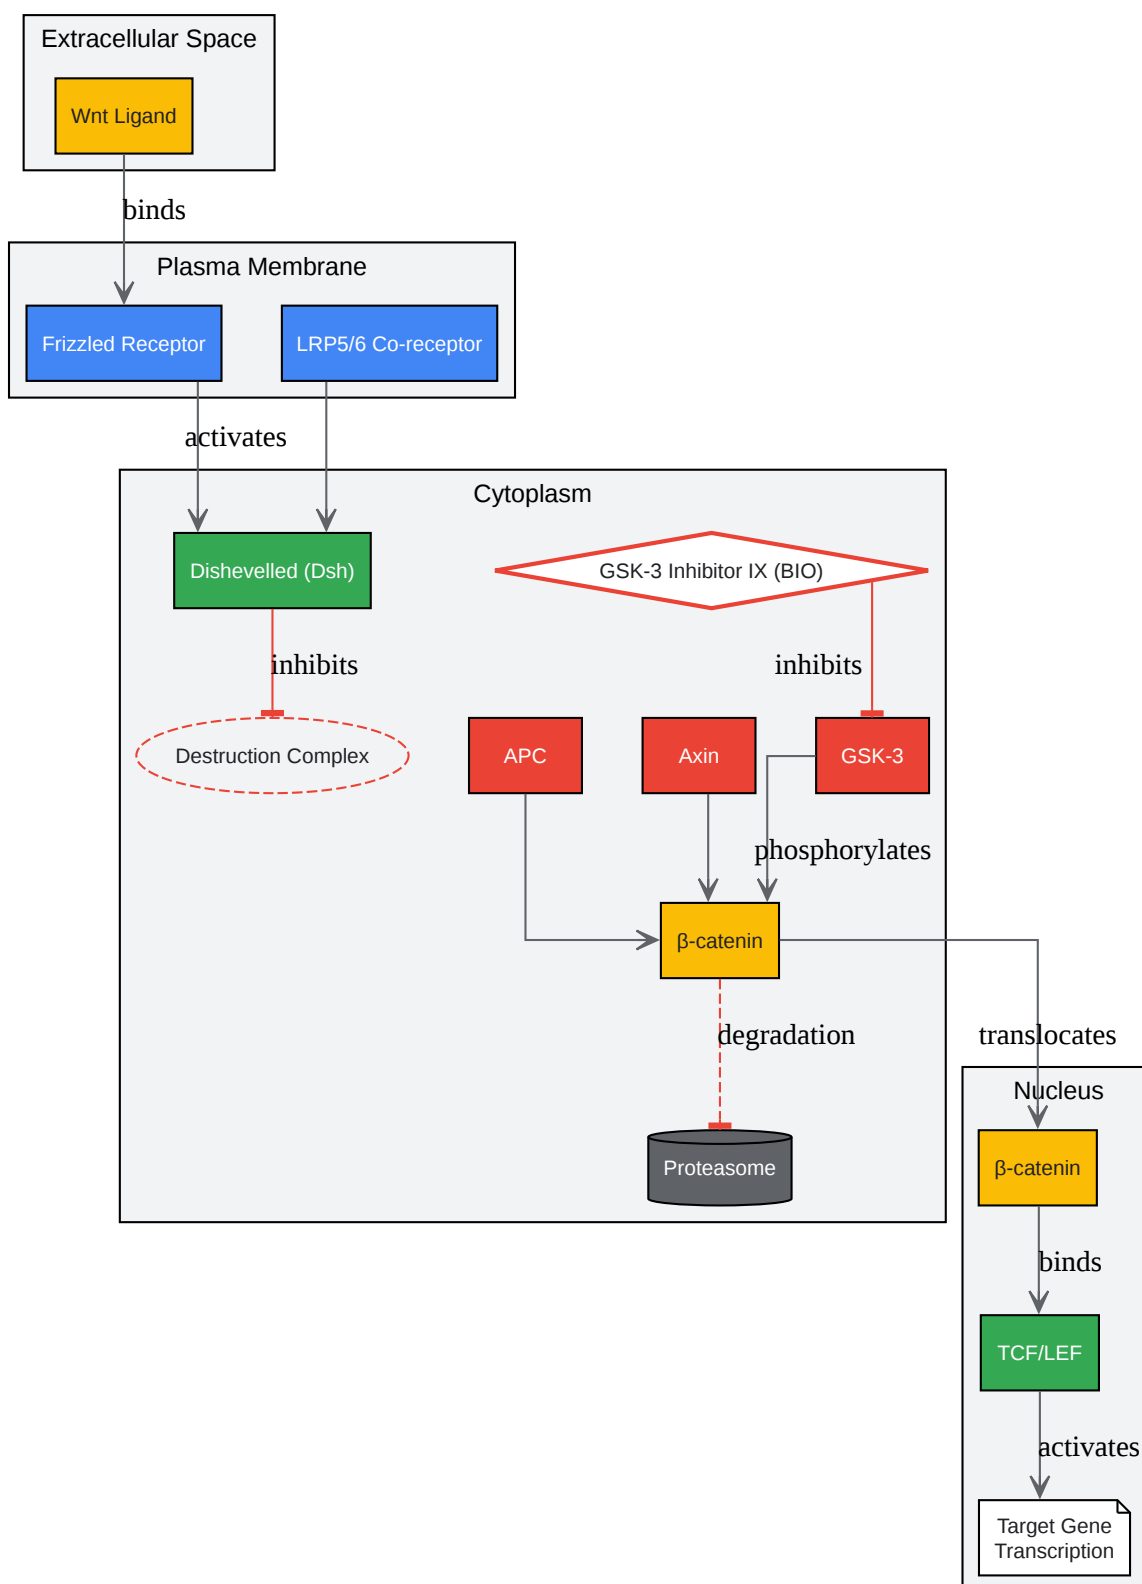 Extracellular Space
Wnt Ligand
binds
Plasma Membrane
Frizzled Receptor
LRP5/6 Co-receptor
activates
Cytoplasm
Dishevelled (Dsh)
GSK-3 Inhibitor IX (BIO)
inhibits
inhibits
Destruction Complex
APC
Axin
GSK-3
phosphorylates
β-catenin
degradation
translocates
Nucleus
Proteasome
β-catenin
binds
TCF/LEF
activates
Target Gene
Transcription